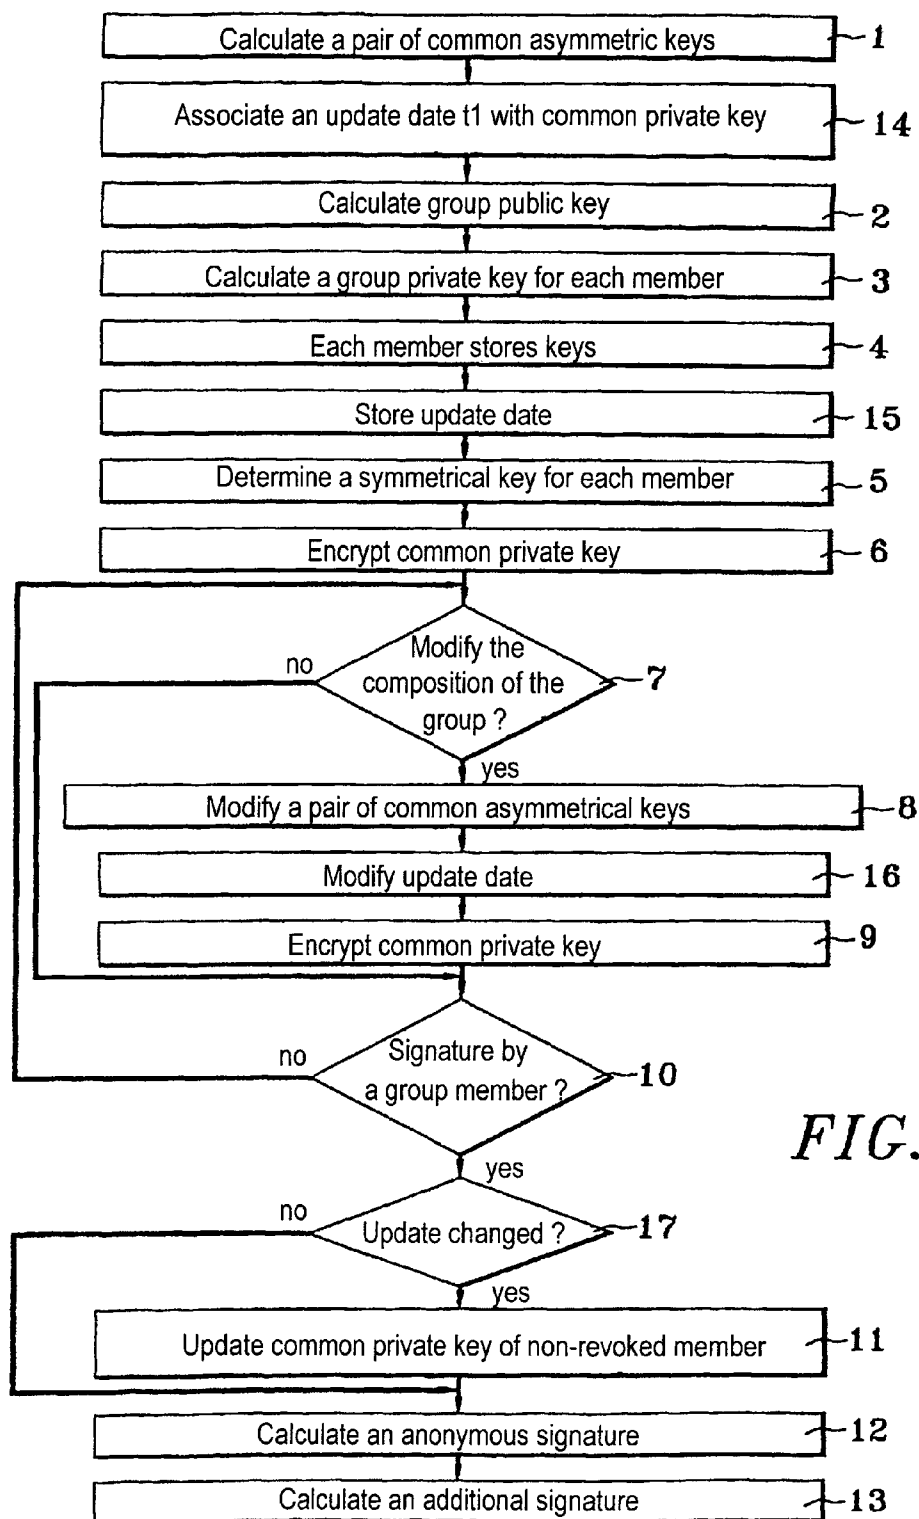 Calculate a pair of common asymmetric keys 1
Associate an update date t1 with common private key 14
Calculate group public key 2
Calculate a group private key for each member 3
Each member stores keys 4
Store update date 15
Determine a symmetrical key for each member 5
Encrypt common private key 6
Modify the
composition of the
group ?
7
no
yes
Modify a pair of common asymmetrical keys 8
Modify update date 16
Encrypt common private key 9
Signature by
a group member ?
10
no
yes
FIG.
Update changed ? 17
no
yes
Update common private key of non-revoked member 11
Calculate an anonymous signature 12
Calculate an additional signature 13